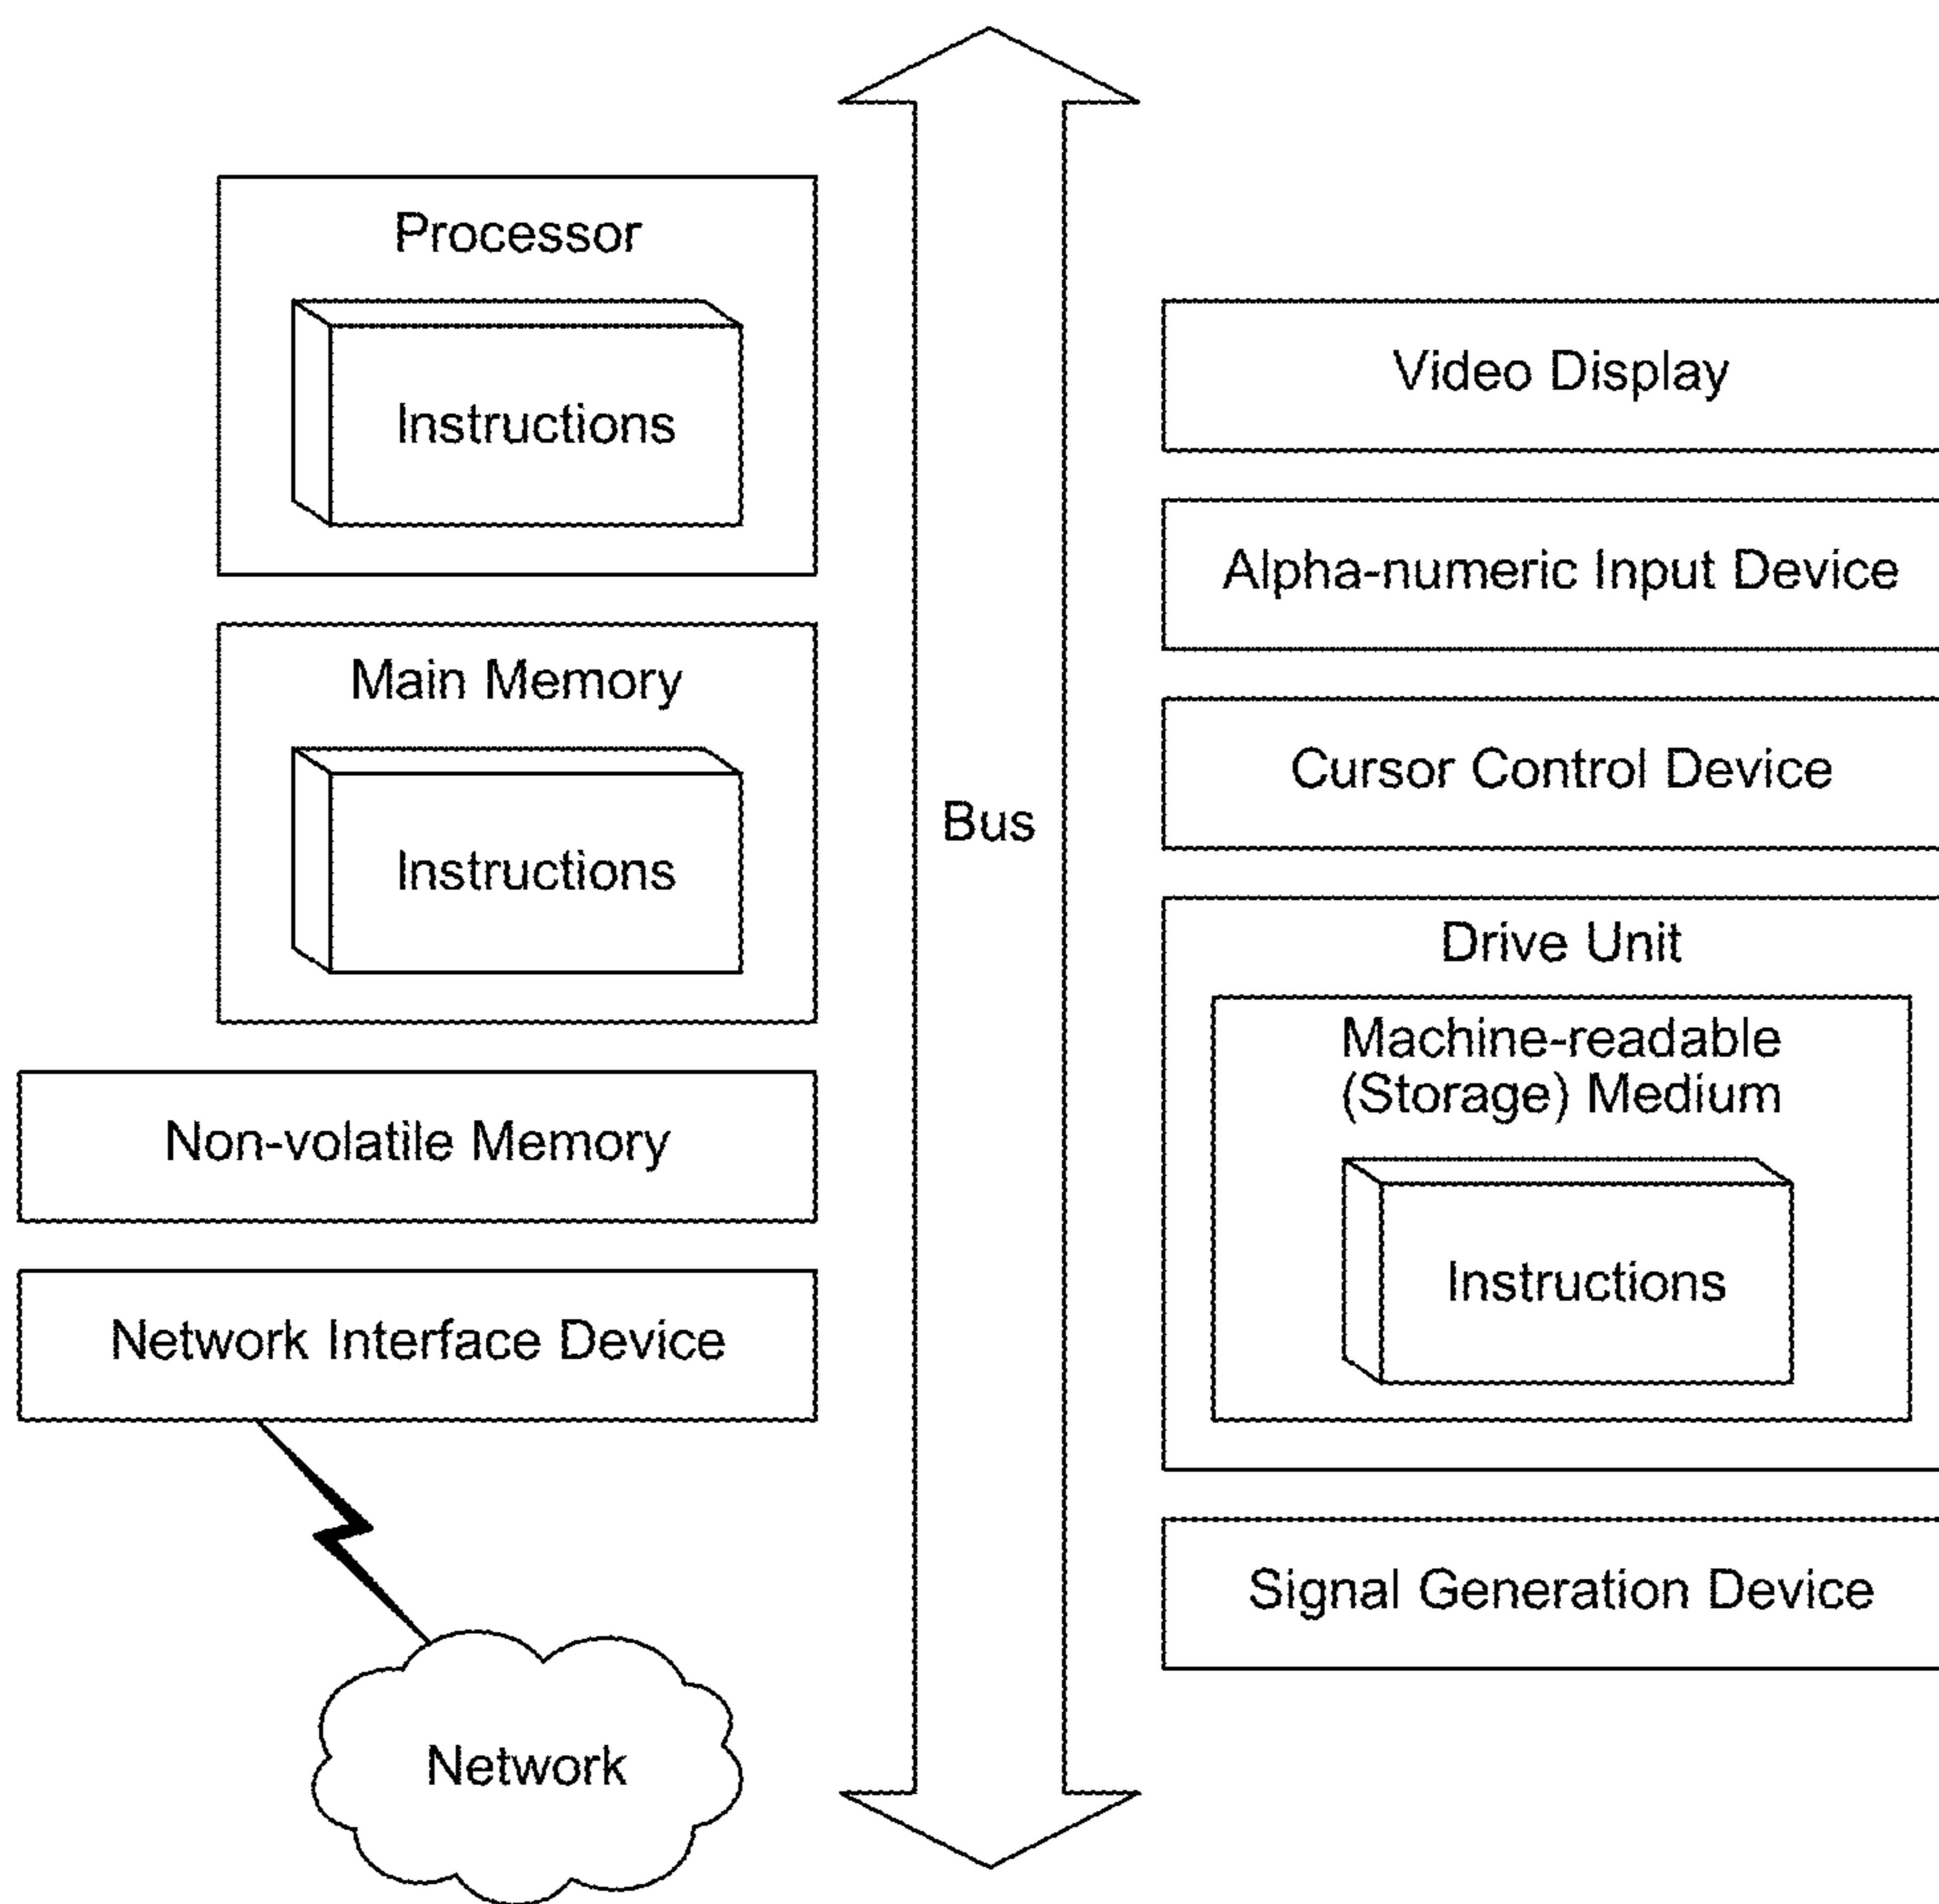 Processor
Instructions
Main Memory
Instructions
Non-volatile Memory
Network Interface Device
Network
Bus
Video Display
Alpha-numeric Input Device
Cursor Control Device
Drive Unit
Machine-readable
(Storage) Medium
Instructions
Signal Generation Device